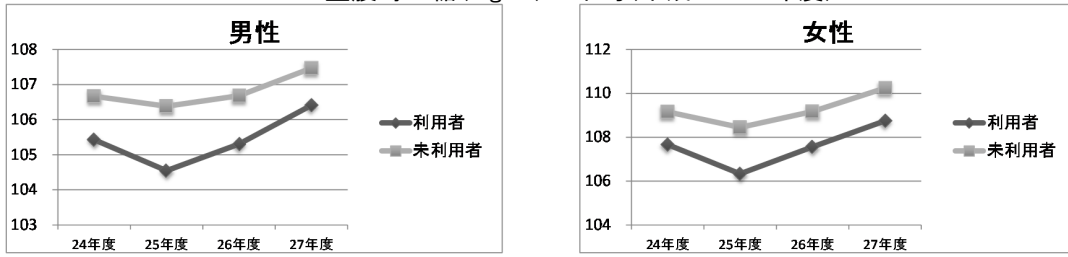 男性
108
107
106
105
104
103
24年度 25年度 26年度 27年度
利用者
未利用者
女性
112
110
108
106
104
24年度 25年度 26年度 27年度
利用者
未利用者